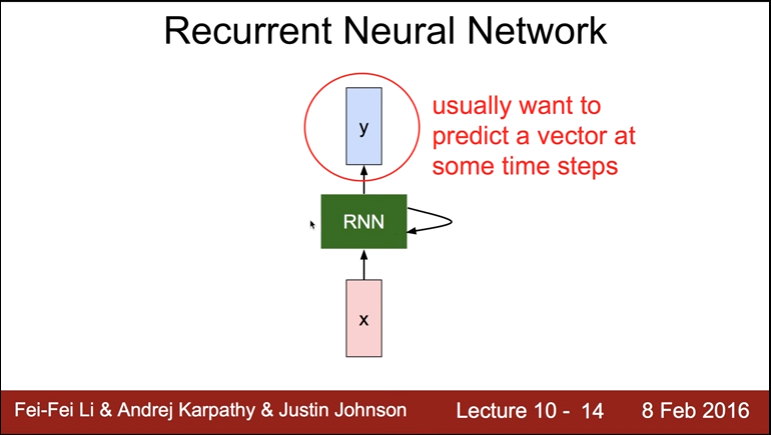 Recurrent Neural Network
y
usually want to
predict a vector at
some time steps
RNN
x
Fei-Fei Li & Andrej Karpathy & Justin Johnson
Lecture 10 - 14
8 Feb 2016